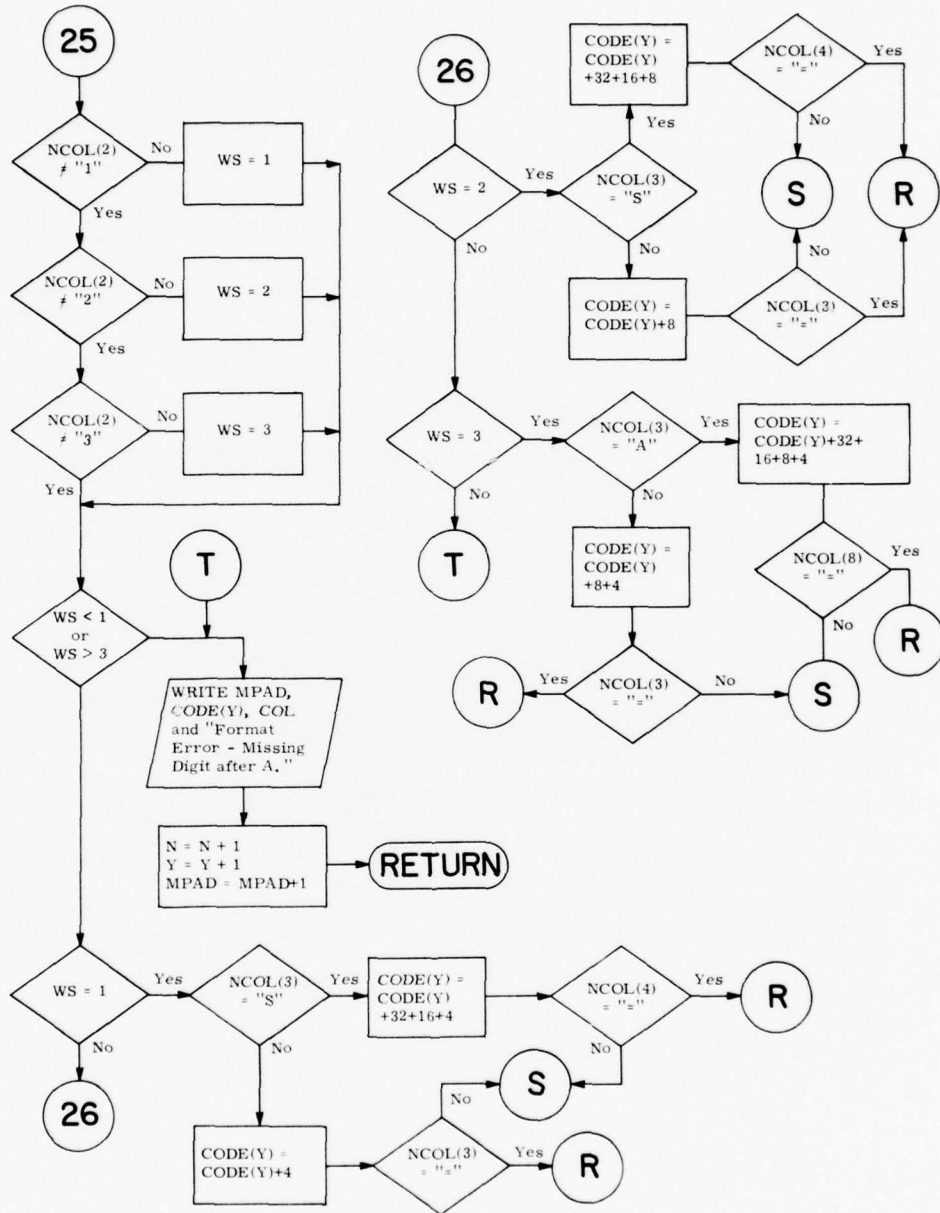 25
NCOL(2)
≠ "1"
No
WS = 1
Yes
NCOL(2)
≠ "2"
No
WS = 2
Yes
NCOL(2)
≠ "3"
No
WS = 3
Yes
T
WS < 1
or
WS > 3
WRITE MPAD,
CODE(Y), COL
and "Format
Error - Missing
Digit after A."
N = N + 1
Y = Y + 1
MPAD = MPAD+1
RETURN
WS = 1
Yes
NCOL(3)
= "S"
Yes
CODE(Y) =
CODE(Y)
+32+16+4
NCOL(4)
= "="
Yes
R
No
26
No
No
S
No
CODE(Y) =
CODE(Y)+4
NCOL(3)
= "="
Yes
R
26
WS = 2
Yes
NCOL(3)
= "S"
Yes
CODE(Y) =
CODE(Y)
+32+16+8
NCOL(4)
= "="
Yes
No
S
R
No
No
CODE(Y) =
CODE(Y)+8
No
NCOL(3)
= "="
Yes
WS = 3
Yes
NCOL(3)
= "A"
Yes
CODE(Y) =
CODE(Y)+32+
16+8+4
No
T
No
CODE(Y) =
CODE(Y)
+8+4
NCOL(8)
= "="
Yes
R
No
R
Yes
NCOL(3)
= "="
No
S